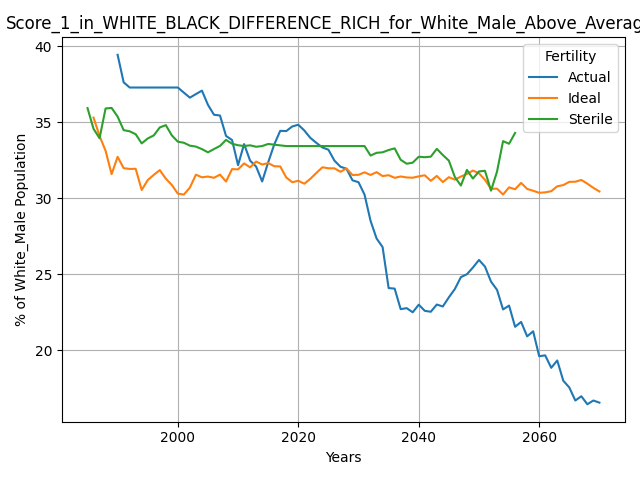 Score_1_in_WHITE_BLACK_DIFFERENCE_RICH_for_White_Male_Above_Averag
% of White_Male Population
40
35
30
25
20
Fertility
Actual
Ideal
Sterile
2000
2020
2040
2060
Years